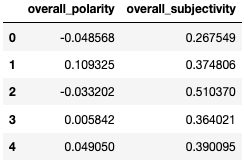 overall_polarity overall_subjectivity
0 -0.048568 0.267549
1 0.109325 0.374806
2 -0.033202 0.510370
3 0.005842 0.364021
4 0.049050 0.390095